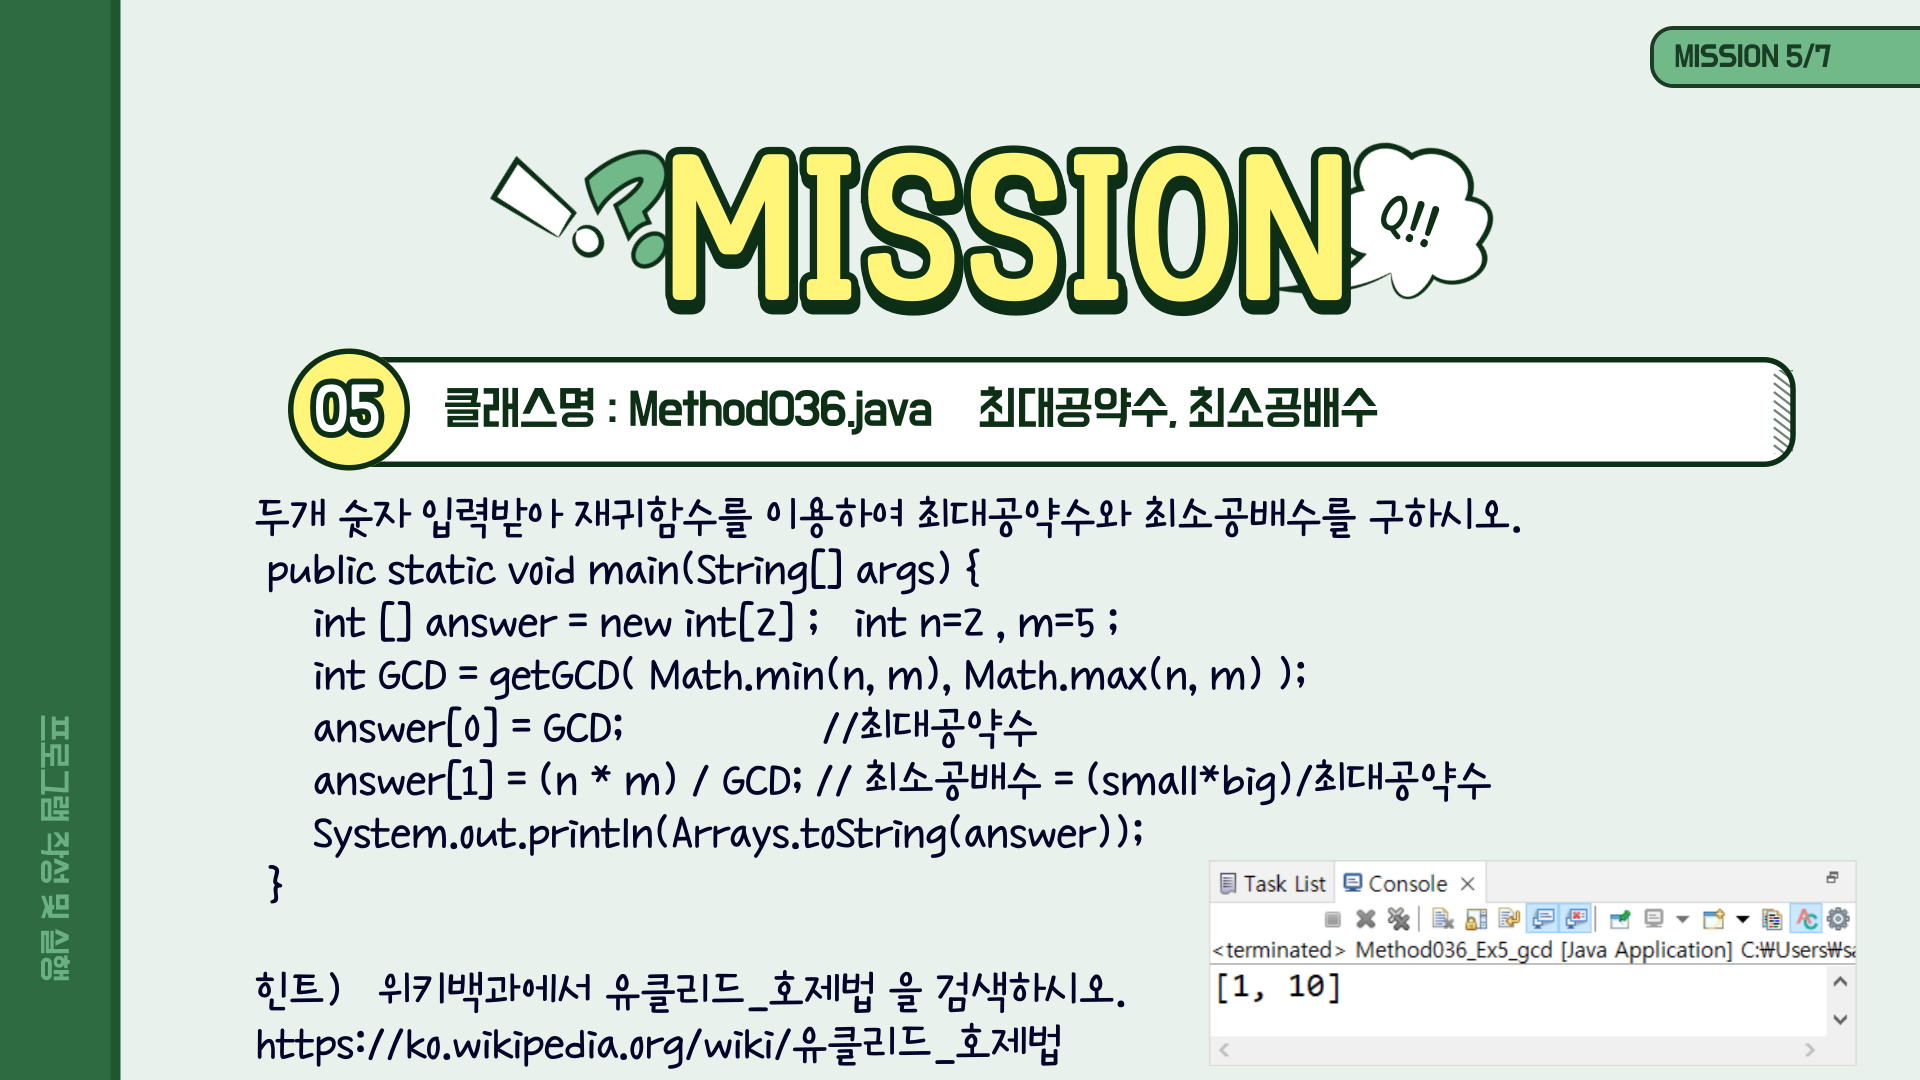 MISSION 5/7
MISSION
Q!!
05
클래스명 : Method036.java 최대공약수, 최소공배수
두개 숫자 입력받아 재귀함수를 이용하여 최대공약수와 최소공배수를 구하시오.
public static void main(String[] args) {
int [] answer = new int[2] ; int n=2 , m=5 ;
int GCD = getGCD( Math.min(n, m), Math.max(n, m) );
answer[0] = GCD; //최대공약수
answer[1] = (n * m) / GCD; // 최소공배수 = (small*big)/최대공약수
System.out.println(Arrays.toString(answer));
}
힌트) 위키백과에서 유클리드_호제법 을 검색하시오.
https://ko.wikipedia.org/wiki/유클리드_호제법
Task List Console
<terminated> Method036_Ex5_gcd [Java Application] C:₩Users₩sa
[1, 10]
프로그램 작성 및 실행